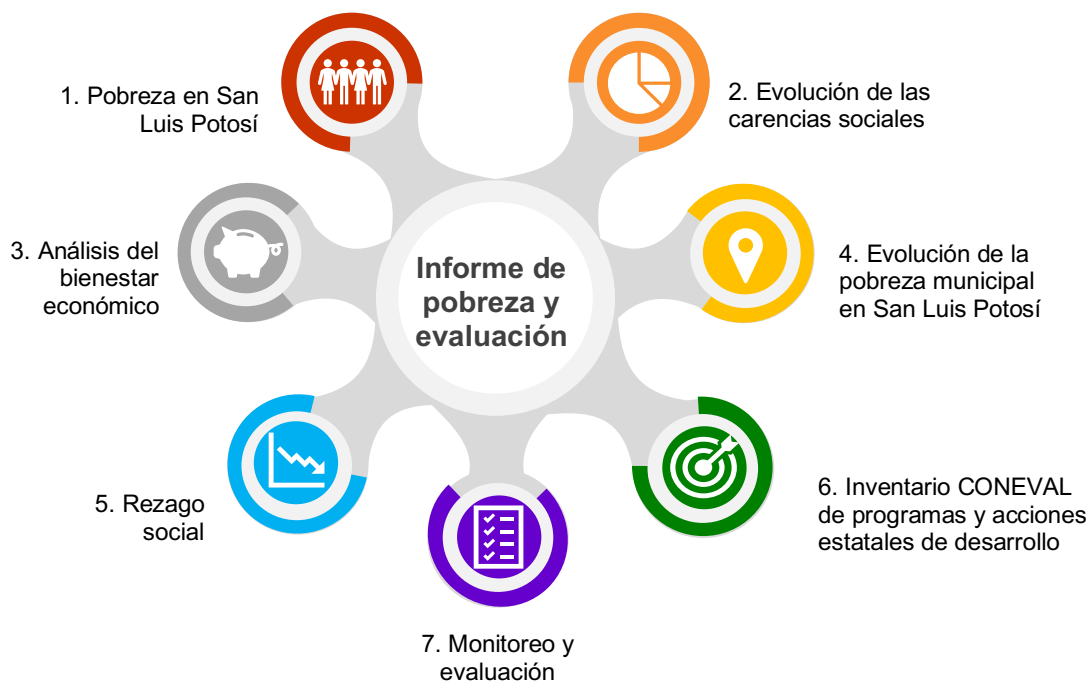 1. Pobreza en San
Luis Potosí
2. Evolución de las
carencias sociales
3. Análisis del
bienestar
económico
Informe de
pobreza y
evaluación
4. Evolución de la
pobreza municipal
en San Luis Potosí
5. Rezago
social
6. Inventario CONEVAL
de programas y acciones
estatales de desarrollo
7. Monitoreo y
evaluación